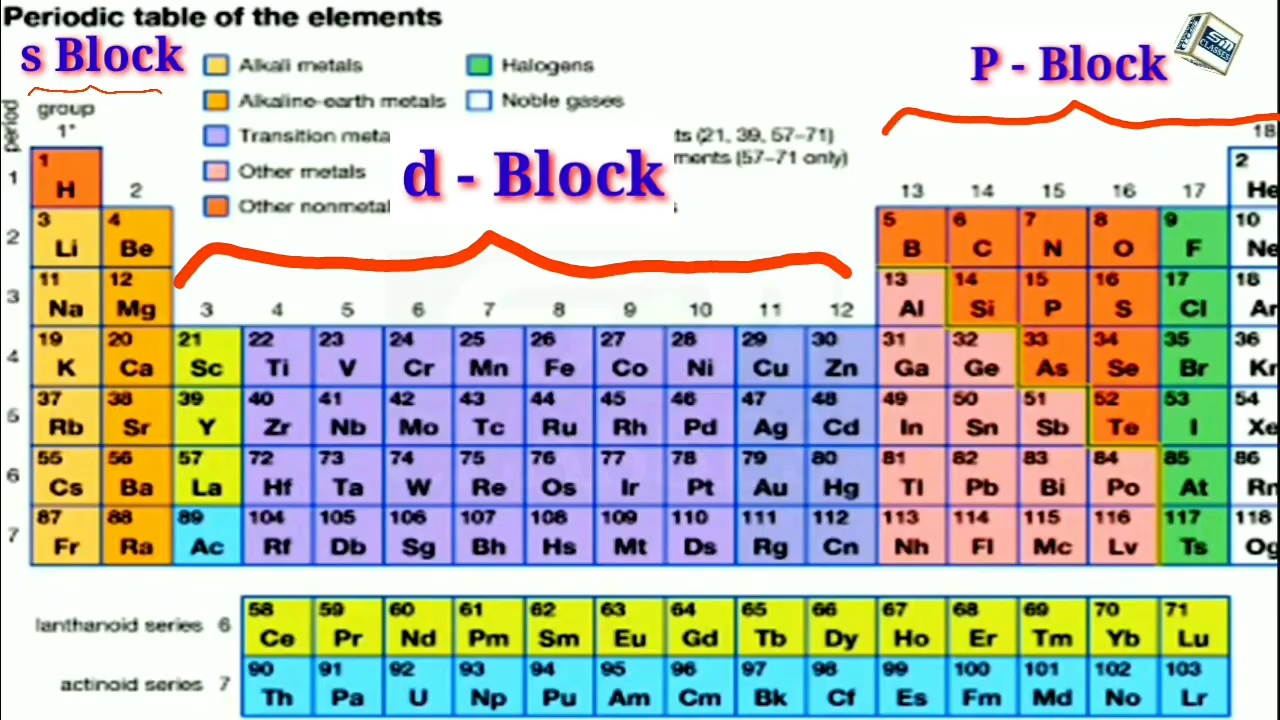 Periodic table of the elements
s Block
P - Block
SM
CLASSES
Alkali metals
Halogens
Alkaline-earth metals
Noble gases
Transition meta
ts (21, 39, 57–71)
ments (57–71 only)
Other metals
Other nonmetal
s
d - Block
period
group
1* 2 3 4 5 6 7 8 9 10 11 12 13 14 15 16 17 18
1
1 H
2 He
2
3 Li 4 Be 5 B 6 C 7 N 8 O 9 F 10 Ne
3
11 Na 12 Mg 13 Al 14 Si 15 P 16 S 17 Cl 18 Ar
4
19 K 20 Ca 21 Sc 22 Ti 23 V 24 Cr 25 Mn 26 Fe 27 Co 28 Ni 29 Cu 30 Zn 31 Ga 32 Ge 33 As 34 Se 35 Br 36 Kr
5
37 Rb 38 Sr 39 Y 40 Zr 41 Nb 42 Mo 43 Tc 44 Ru 45 Rh 46 Pd 47 Ag 48 Cd 49 In 50 Sn 51 Sb 52 Te 53 I 54 Xe
6
55 Cs 56 Ba 57 La 72 Hf 73 Ta 74 W 75 Re 76 Os 77 Ir 78 Pt 79 Au 80 Hg 81 Tl 82 Pb 83 Bi 84 Po 85 At 86 Rn
7
87 Fr 88 Ra 89 Ac 104 Rf 105 Db 106 Sg 107 Bh 108 Hs 109 Mt 110 Ds 111 Rg 112 Cn 113 Nh 114 Fl 115 Mc 116 Lv 117 Ts 118 Og
lanthanoid series 6
58 Ce 59 Pr 60 Nd 61 Pm 62 Sm 63 Eu 64 Gd 65 Tb 66 Dy 67 Ho 68 Er 69 Tm 70 Yb 71 Lu
actinoid series 7
90 Th 91 Pa 92 U 93 Np 94 Pu 95 Am 96 Cm 97 Bk 98 Cf 99 Es 100 Fm 101 Md 102 No 103 Lr